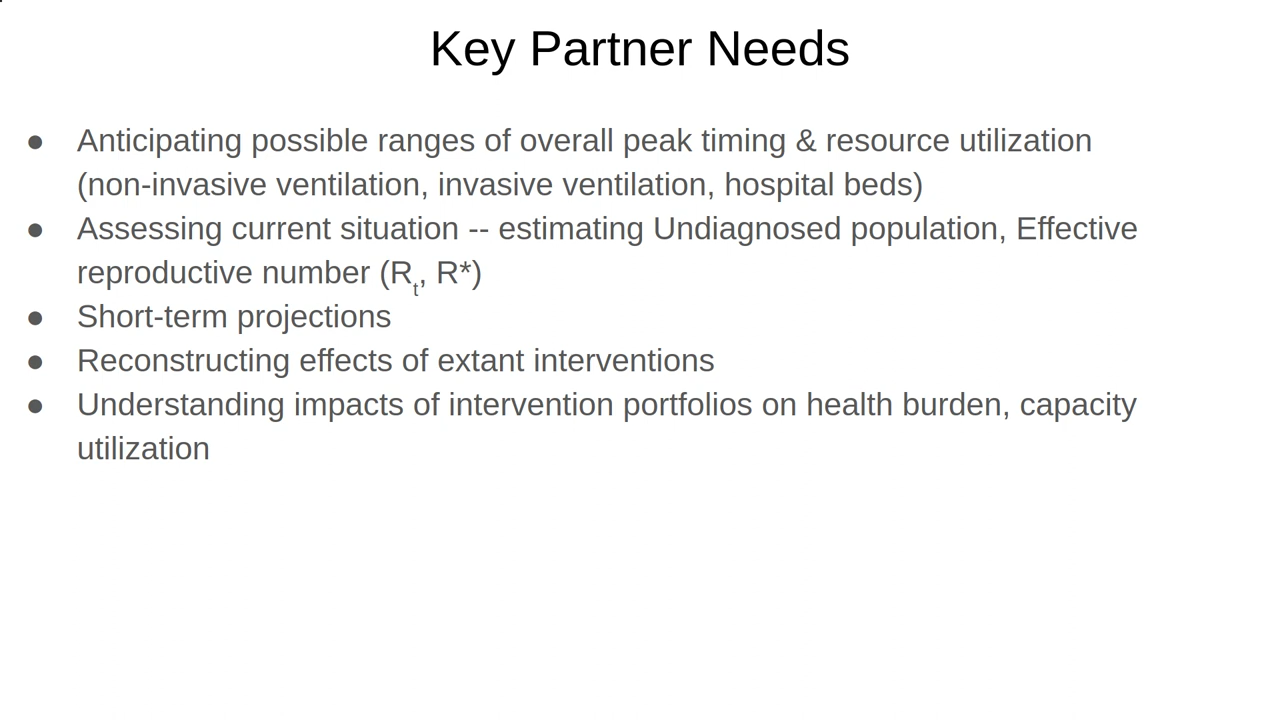 Key Partner Needs
● Anticipating possible ranges of overall peak timing & resource utilization
(non-invasive ventilation, invasive ventilation, hospital beds)
● Assessing current situation -- estimating Undiagnosed population, Effective
reproductive number (Rt, R*)
● Short-term projections
● Reconstructing effects of extant interventions
● Understanding impacts of intervention portfolios on health burden, capacity
utilization